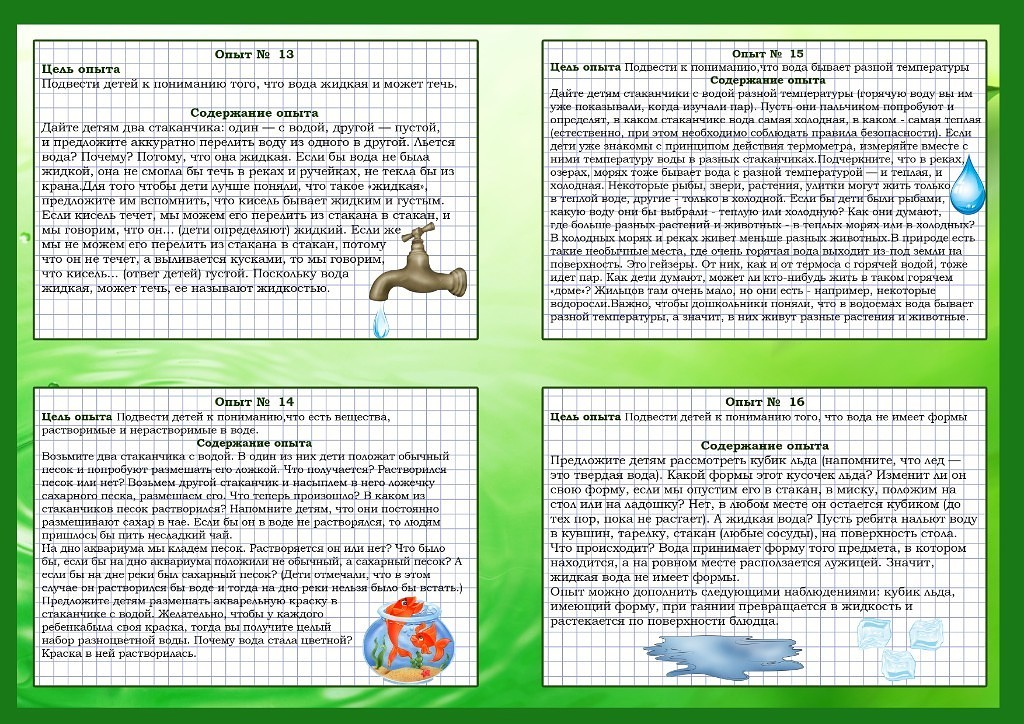 Опыт № 13
Цель опыта
Подвести детей к пониманию того, что вода жидкая и может течь.
Содержание опыта
Дайте детям два стаканчика: один — с водой, другой — пустой,
и предложите аккуратно перелить воду из одного в другой. Льется
вода? Почему? Потому, что она жидкая. Если бы вода не была
жидкой, она не смогла бы течь в реках и ручейках, не текла бы из
крана.Для того чтобы дети лучше поняли, что такое «жидкая»,
предложите им вспомнить, что кисель бывает жидким и густым.
Если кисель течет, мы можем его перелить из стакана в стакан, и
мы говорим, что он... (дети определяют) жидкий. Если же
мы не можем его перелить из стакана в стакан, потому
что он не течет, а выливается кусками, то мы говорим,
что кисель... (ответ детей) густой. Поскольку вода
жидкая, может течь, ее называют жидкостью.
Опыт № 15
Цель опыта Подвести к пониманию,что вода бывает разной температуры
Содержание опыта
Дайте детям стаканчики с водой разной температуры (горячую воду вы им
уже показывали, когда изучали пар). Пусть они пальчиком попробуют и
определят, в каком стаканчике вода самая холодная, в каком - самая теплая
(естественно, при этом необходимо соблюдать правила безопасности). Если
дети уже знакомы с принципом действия термометра, измеряйте вместе с
ними температуру воды в разных стаканчиках.Подчеркните, что в реках,
озерах, морях тоже бывает вода с разной температурой — и теплая, и
холодная. Некоторые рыбы, звери, растения, улитки могут жить только
в теплой воде, другие - только в холодной. Если бы дети были рыбами,
какую воду они бы выбрали - теплую или холодную? Как они думают,
где больше разных растений и животных - в теплых морях или в холодных?
В холодных морях и реках живет меньше разных животных.В природе есть
такие необычные места, где очень горячая вода выходит из-под земли на
поверхность. Это гейзеры. От них, как и от термоса с горячей водой, тоже
идет пар. Как дети думают, может ли кто-нибудь жить в таком горячем
«доме»? Жильцов там очень мало, но они есть - например, некоторые
водоросли.Важно, чтобы дошкольники поняли, что в водоемах вода бывает
разной температуры, а значит, в них живут разные растения и животные.
Опыт № 14
Цель опыта Подвести детей к пониманию,что есть вещества,
растворимые и нерастворимые в воде.
Содержание опыта
Возьмите два стаканчика с водой. В один из них дети положат обычный
песок и попробуют размешать его ложкой. Что получается? Растворился
песок или нет? Возьмем другой стаканчик и насыплем в него ложечку
сахарного песка, размешаем его. Что теперь произошло? В каком из
стаканчиков песок растворился? Напомните детям, что они постоянно
размешивают сахар в чае. Если бы он в воде не растворялся, то людям
пришлось бы пить несладкий чай.
На дно аквариума мы кладем песок. Растворяется он или нет? Что было
бы, если бы на дно аквариума положили не обычный, а сахарный песок? А
если бы на дне реки был сахарный песок? (Дети отмечали, что в этом
случае он растворился бы воде и тогда на дно реки нельзя было бы встать.)
Предложите детям размешать акварельную краску в
стаканчике с водой. Желательно, чтобы у каждого
ребенкабыла своя краска, тогда вы получите целый
набор разноцветной воды. Почему вода стала цветной?
Краска в ней растворилась.
Опыт № 16
Цель опыта Подвести детей к пониманию того, что вода не имеет формы
Содержание опыта
Предложите детям рассмотреть кубик льда (напомните, что лед —
это твердая вода). Какой формы этот кусочек льда? Изменит ли он
свою форму, если мы опустим его в стакан, в миску, положим на
стол или на ладошку? Нет, в любом месте он остается кубиком (до
тех пор, пока не растает). А жидкая вода? Пусть ребята нальют воду
в кувшин, тарелку, стакан (любые сосуды), на поверхность стола.
Что происходит? Вода принимает форму того предмета, в котором
находится, а на ровном месте расползается лужицей. Значит,
жидкая вода не имеет формы.
Опыт можно дополнить следующими наблюдениями: кубик льда,
имеющий форму, при таянии превращается в жидкость и
растекается по поверхности блюдца.